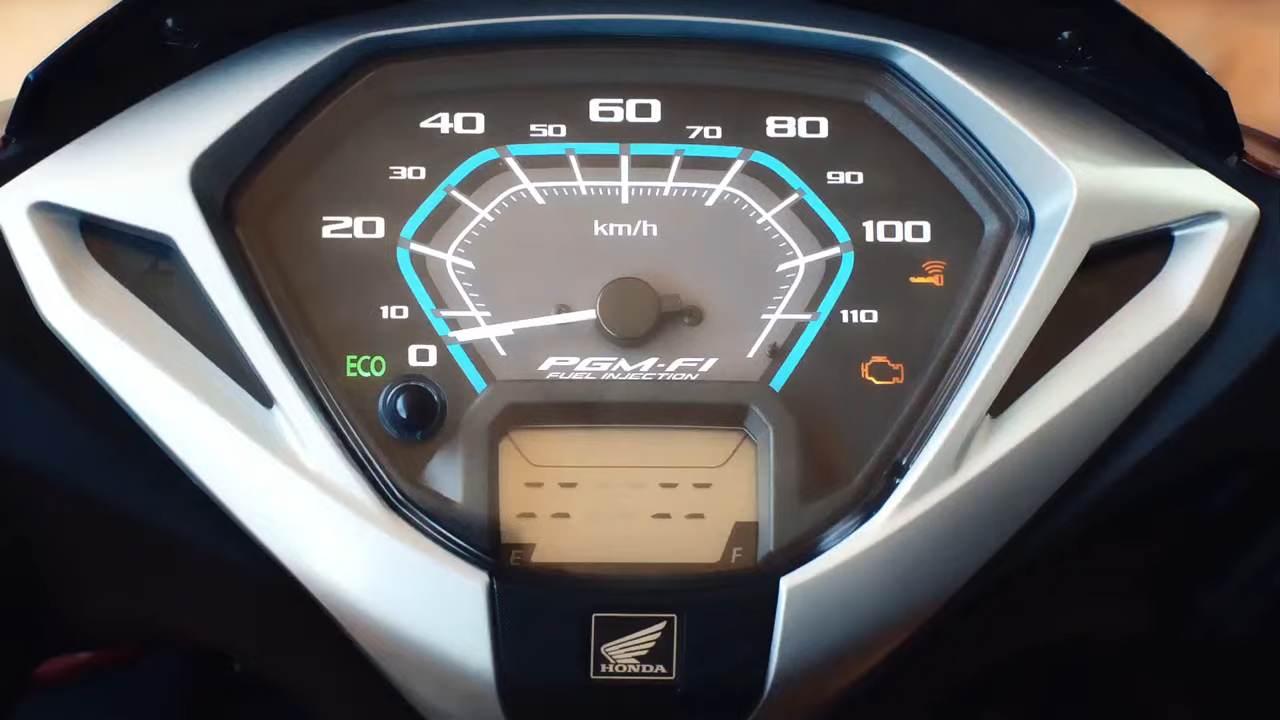 60
40 50 70 80
30 90
20 km/h 100
10 110
ECO 0
PGM-FI
FUEL INJECTION
-- -- -- --
-- -- -- --
E F
HONDA